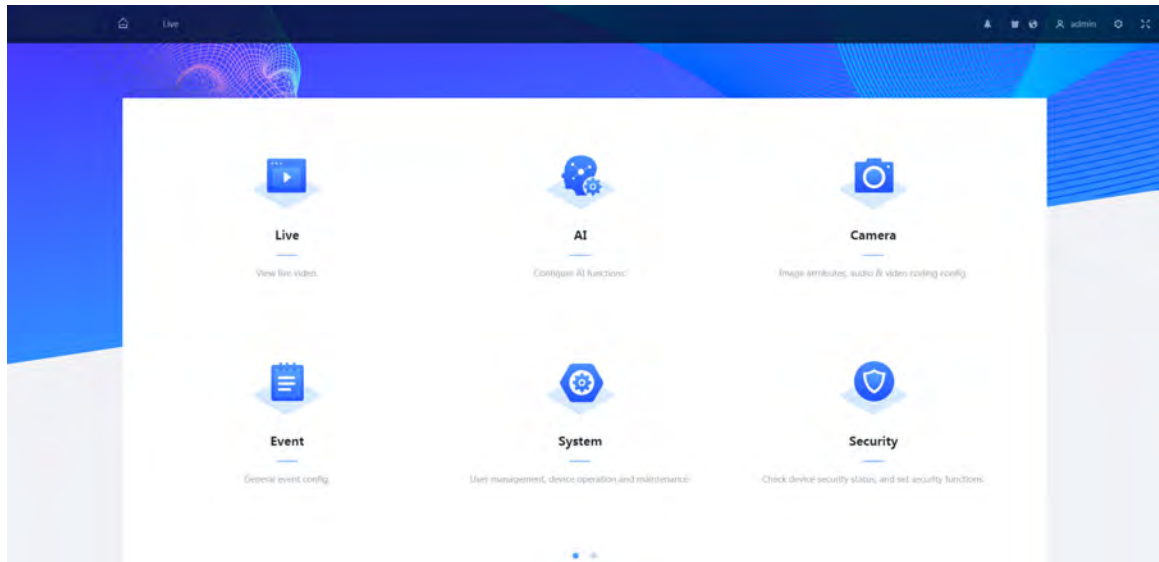 Live
admin
Live
AI
Camera
View live video.
Configure AI functions.
Image attributes, audio & video coding config.
Event
System
Security
General event config.
User management, device operation and maintenance.
Check device security status, and set security functions.